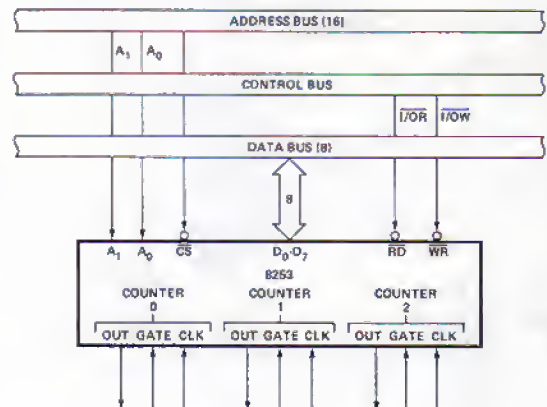 ADDRESS BUS (16)
A₁ A₀
CONTROL BUS
I/OR I/OW
DATA BUS (8)
8
A₁ A₀ CS D₀-D₇ RD WR
8253
COUNTER COUNTER COUNTER
0 1 2
OUT GATE CLK OUT GATE CLK OUT GATE CLK